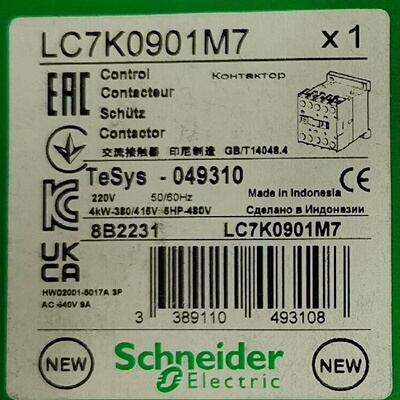 LC7K0901M7 x 1
EAC Control Контактор
Contacteur
Schütz
Contactor
交流接触器 印尼制造 GB/T14048.4
TeSys - 049310
220V 50/60Hz Made in Indonesia CE
4kW-380/415V 5HP-480V Сделано в Индонезии
8B2231 LC7K0901M7
UK
CA
HW02001-5017A 3P
AC 440V 9A
3 389110 493108
NEW Schneider NEW
Electric